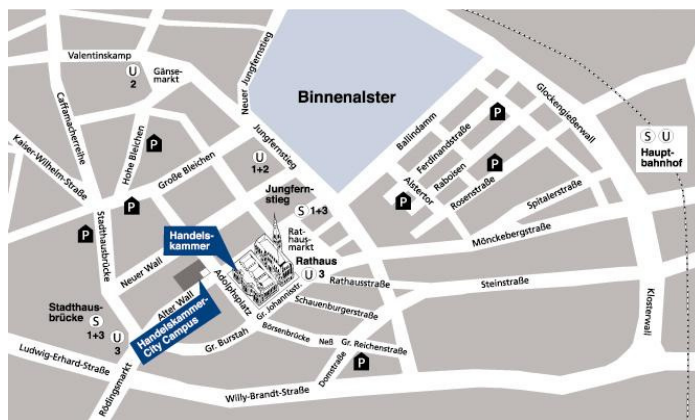 Valentinskamp
U
2
Gänse-
markt
Caffamacherreihe
Kaiser-Wilhelm-Straße
Hohe Bleichen
P
Große Bleichen
Neuer Jungfernstieg
Jungfernstieg
U
1+2
Binnenalster
Ballindamm
Ferdinandstraße
P
Alstertor
Raboisen
P
Rosenstraße
P
Glockengießerwall
S U
Haupt-
bahnhof
Spitalerstraße
Mönckebergstraße
Steinstraße
Klosterwall
P
P
Stadthausbrücke
Jungfern-
stieg
S 1+3
Rat-
haus-
markt
Rathaus
U 3
Rathausstraße
Handels-
kammer
Neuer Wall
Alter Wall
Adolphsplatz
Gr. Johannisstr.
Schauenburgerstraße
Börsenbrücke
Neß
Gr. Reichenstraße
P
Domstraße
Gr. Burstah
Handelskammer-
City Campus
Stadthaus-
brücke
S
1+3
U
3
Ludwig-Erhard-Straße
Rödingsmarkt
Willy-Brandt-Straße